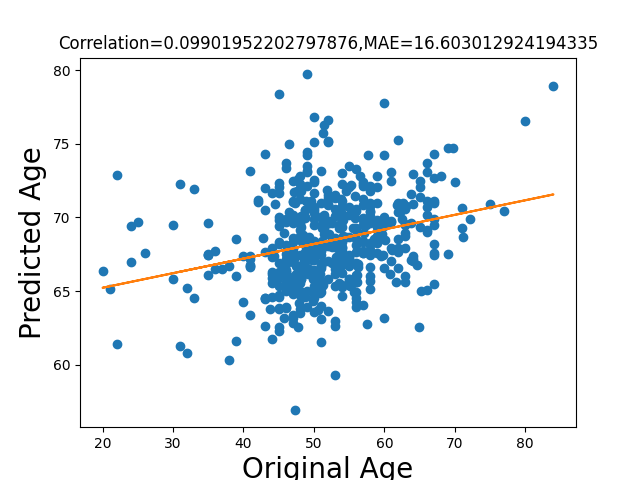 Correlation=0.09901952202797876,MAE=16.603012924194335
80
75
70
65
60
Predicted Age
20 30 40 50 60 70 80
Original Age